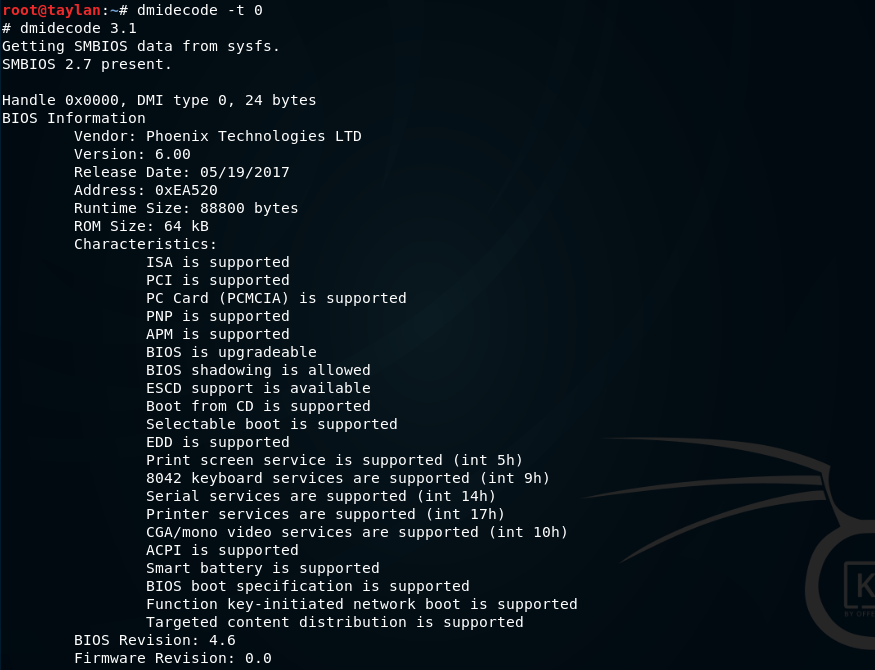 root@taylan:~# dmidecode -t 0
# dmidecode 3.1
Getting SMBIOS data from sysfs.
SMBIOS 2.7 present.
Handle 0x0000, DMI type 0, 24 bytes
BIOS Information
Vendor: Phoenix Technologies LTD
Version: 6.00
Release Date: 05/19/2017
Address: 0xEA520
Runtime Size: 88800 bytes
ROM Size: 64 kB
Characteristics:
ISA is supported
PCI is supported
PC Card (PCMCIA) is supported
PNP is supported
APM is supported
BIOS is upgradeable
BIOS shadowing is allowed
ESCD support is available
Boot from CD is supported
Selectable boot is supported
EDD is supported
Print screen service is supported (int 5h)
8042 keyboard services are supported (int 9h)
Serial services are supported (int 14h)
Printer services are supported (int 17h)
CGA/mono video services are supported (int 10h)
ACPI is supported
Smart battery is supported
BIOS boot specification is supported
Function key-initiated network boot is supported
Targeted content distribution is supported
BIOS Revision: 4.6
Firmware Revision: 0.0
K
BY OFFE